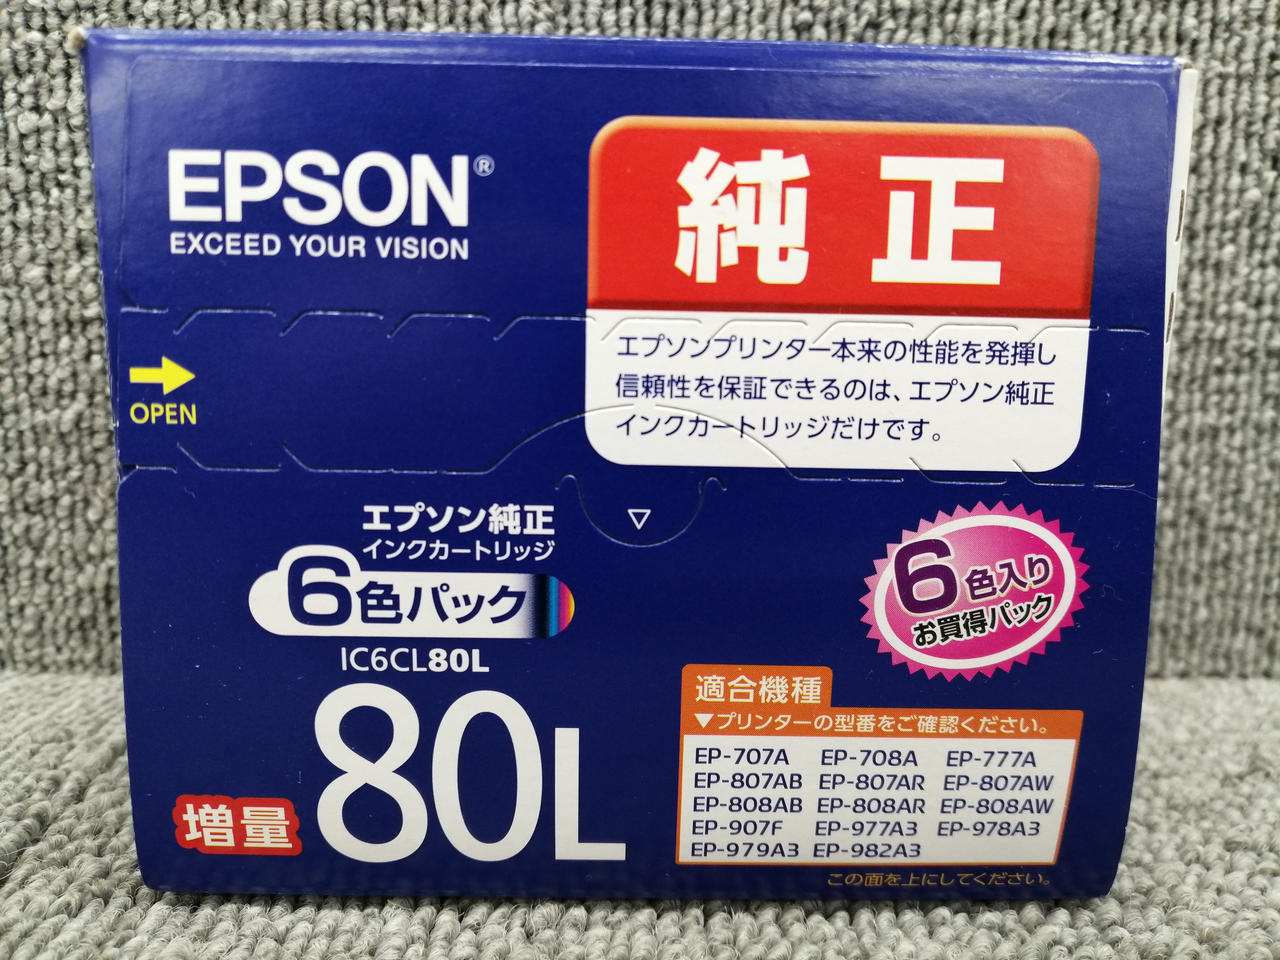 EPSON®
EXCEED YOUR VISION
純正
エプソンプリンター本来の性能を発揮し
信頼性を保証できるのは、エプソン純正
インクカートリッジだけです。
OPEN
エプソン純正
インクカートリッジ
6色パック
IC6CL80L
増量
80L
6色入り
お買得パック
適合機種
▼プリンターの型番をご確認ください。
EP-707A EP-708A EP-777A
EP-807AB EP-807AR EP-807AW
EP-808AB EP-808AR EP-808AW
EP-907F EP-977A3 EP-978A3
EP-979A3 EP-982A3
この面を上にしてください。